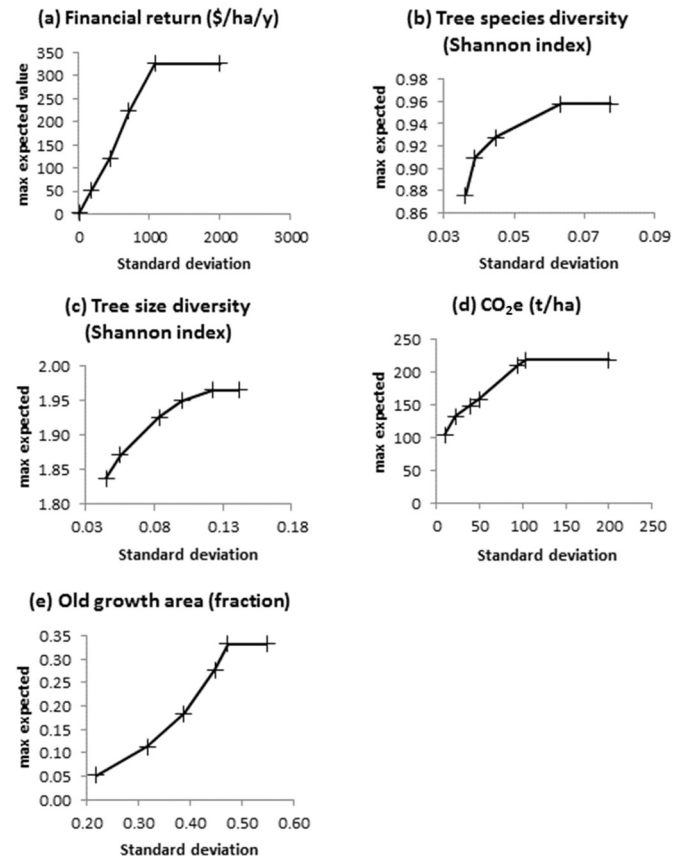 (a) Financial return ($/ha/y)
max expected value
350
300
250
200
150
100
50
0
0 1000 2000 3000
Standard deviation
(b) Tree species diversity
(Shannon index)
max expected
0.98
0.96
0.94
0.92
0.90
0.88
0.86
0.03 0.05 0.07 0.09
Standard deviation
(c) Tree size diversity
(Shannon index)
max expected
2.00
1.95
1.90
1.85
1.80
0.03 0.08 0.13 0.18
Standard deviation
(d) CO₂e (t/ha)
max expected
250
200
150
100
50
0
0 50 100 150 200 250
Standard deviation
(e) Old growth area (fraction)
max expected
0.35
0.30
0.25
0.20
0.15
0.10
0.05
0.00
0.20 0.30 0.40 0.50 0.60
Standard deviation